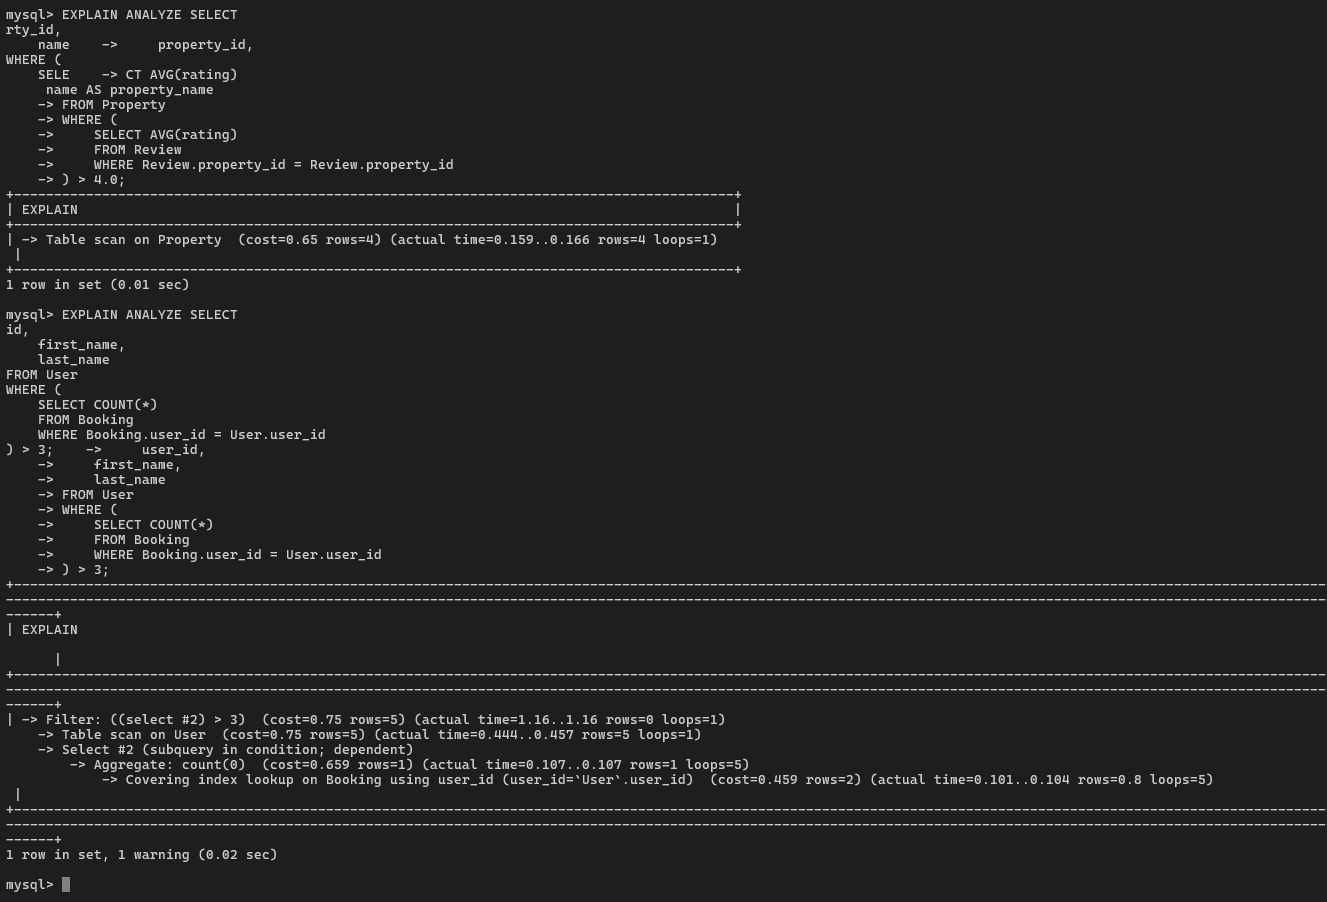 mysql> EXPLAIN ANALYZE SELECT
rty_id,
    name    ->     property_id,
WHERE (
    SELE    -> CT AVG(rating)
     name AS property_name
    -> FROM Property
    -> WHERE (
    ->     SELECT AVG(rating)
    ->     FROM Review
    ->     WHERE Review.property_id = Review.property_id
    -> ) > 4.0;
+------------------------------------------------------------------------------------------+
| EXPLAIN                                                                                  |
+------------------------------------------------------------------------------------------+
| -> Table scan on Property  (cost=0.65 rows=4) (actual time=0.159..0.166 rows=4 loops=1)
 |
+------------------------------------------------------------------------------------------+
1 row in set (0.01 sec)

mysql> EXPLAIN ANALYZE SELECT
id,
    first_name,
    last_name
FROM User
WHERE (
    SELECT COUNT(*)
    FROM Booking
    WHERE Booking.user_id = User.user_id
) > 3;    ->     user_id,
    ->     first_name,
    ->     last_name
    -> FROM User
    -> WHERE (
    ->     SELECT COUNT(*)
    ->     FROM Booking
    ->     WHERE Booking.user_id = User.user_id
    -> ) > 3;
+--------------------------------------------------------------------------------------------------------------------------------------------------------------------
---------------------------------------------------------------------------------------------------------------------------------------------------------------------
------+
| EXPLAIN

      |
+--------------------------------------------------------------------------------------------------------------------------------------------------------------------
---------------------------------------------------------------------------------------------------------------------------------------------------------------------
------+
| -> Filter: ((select #2) > 3)  (cost=0.75 rows=5) (actual time=1.16..1.16 rows=0 loops=1)
    -> Table scan on User  (cost=0.75 rows=5) (actual time=0.444..0.457 rows=5 loops=1)
    -> Select #2 (subquery in condition; dependent)
        -> Aggregate: count(0)  (cost=0.659 rows=1) (actual time=0.107..0.107 rows=1 loops=5)
            -> Covering index lookup on Booking using user_id (user_id=`User`.user_id)  (cost=0.459 rows=2) (actual time=0.101..0.104 rows=0.8 loops=5)
 |
+--------------------------------------------------------------------------------------------------------------------------------------------------------------------
---------------------------------------------------------------------------------------------------------------------------------------------------------------------
------+
1 row in set, 1 warning (0.02 sec)

mysql>